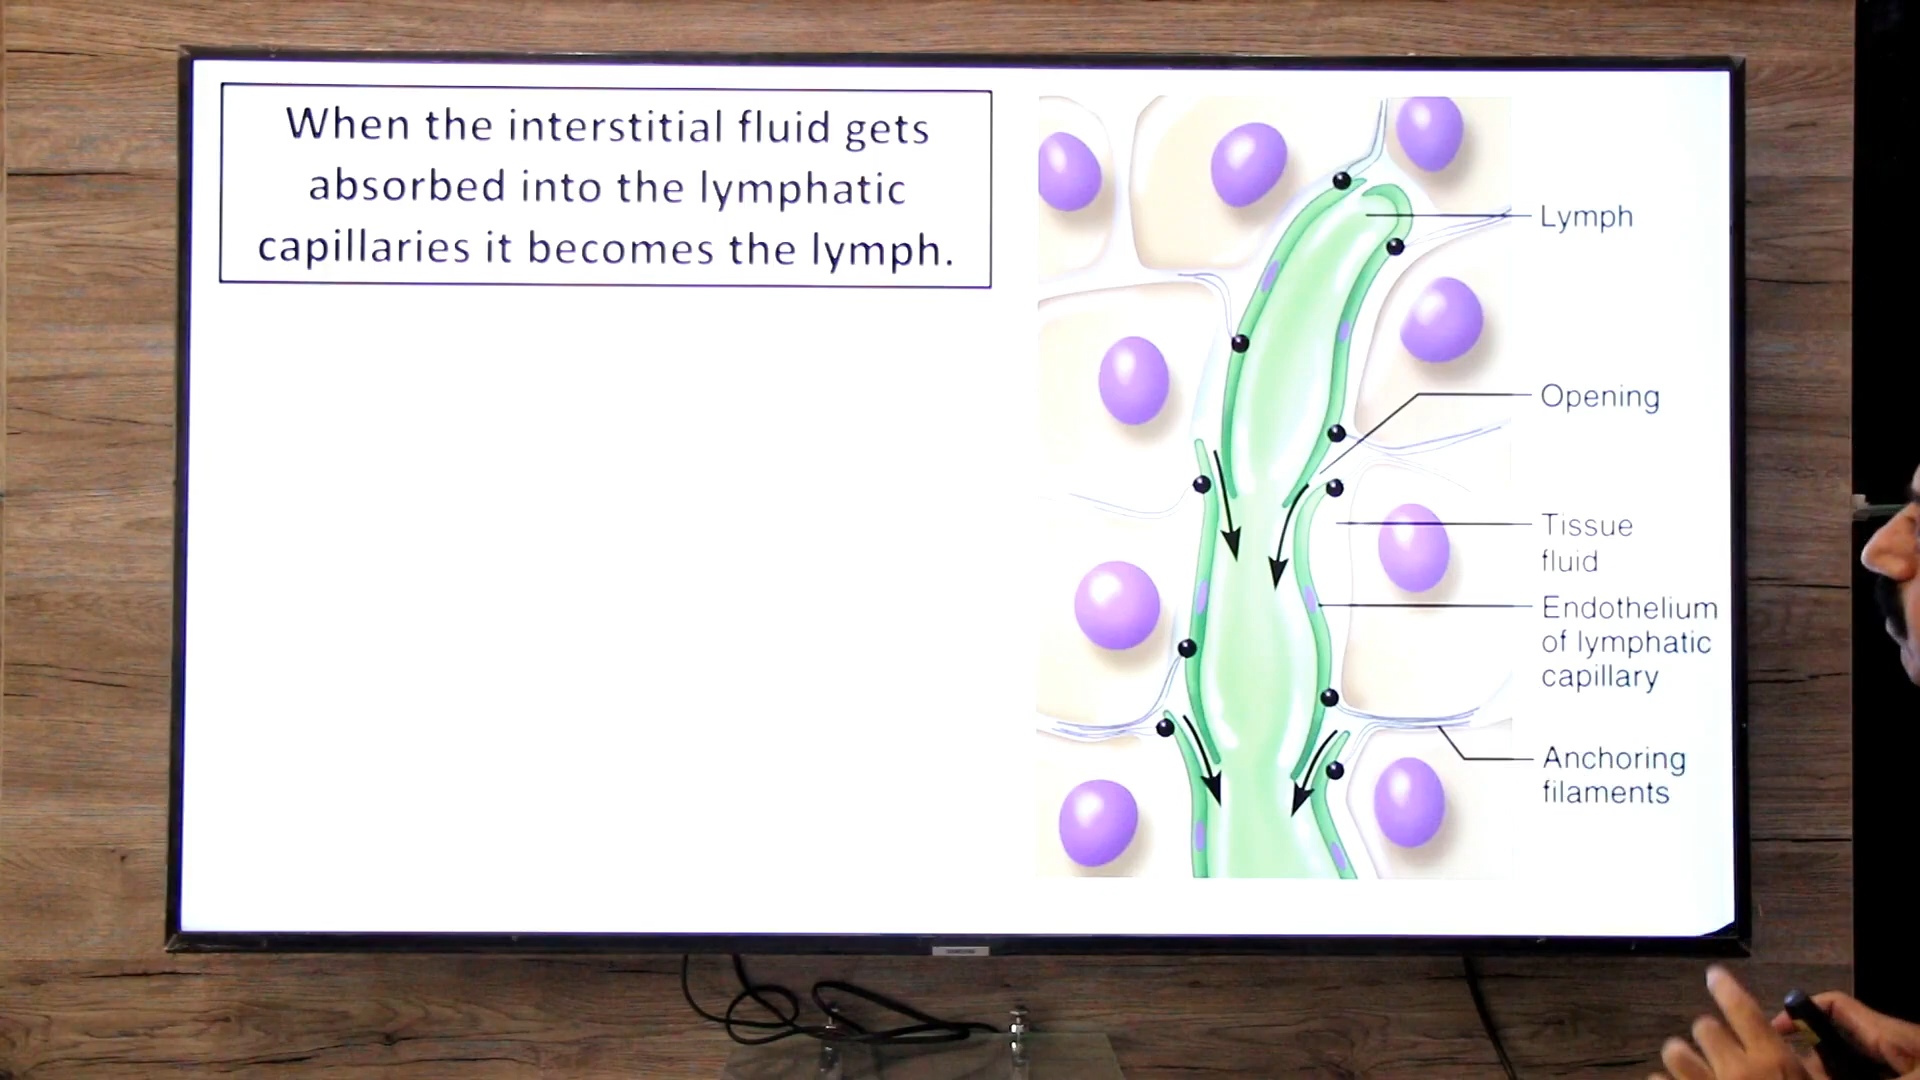 When the interstitial fluid gets
absorbed into the lymphatic
capillaries it becomes the lymph.
Lymph
Opening
Tissue
fluid
Endothelium
of lymphatic
capillary
Anchoring
filaments